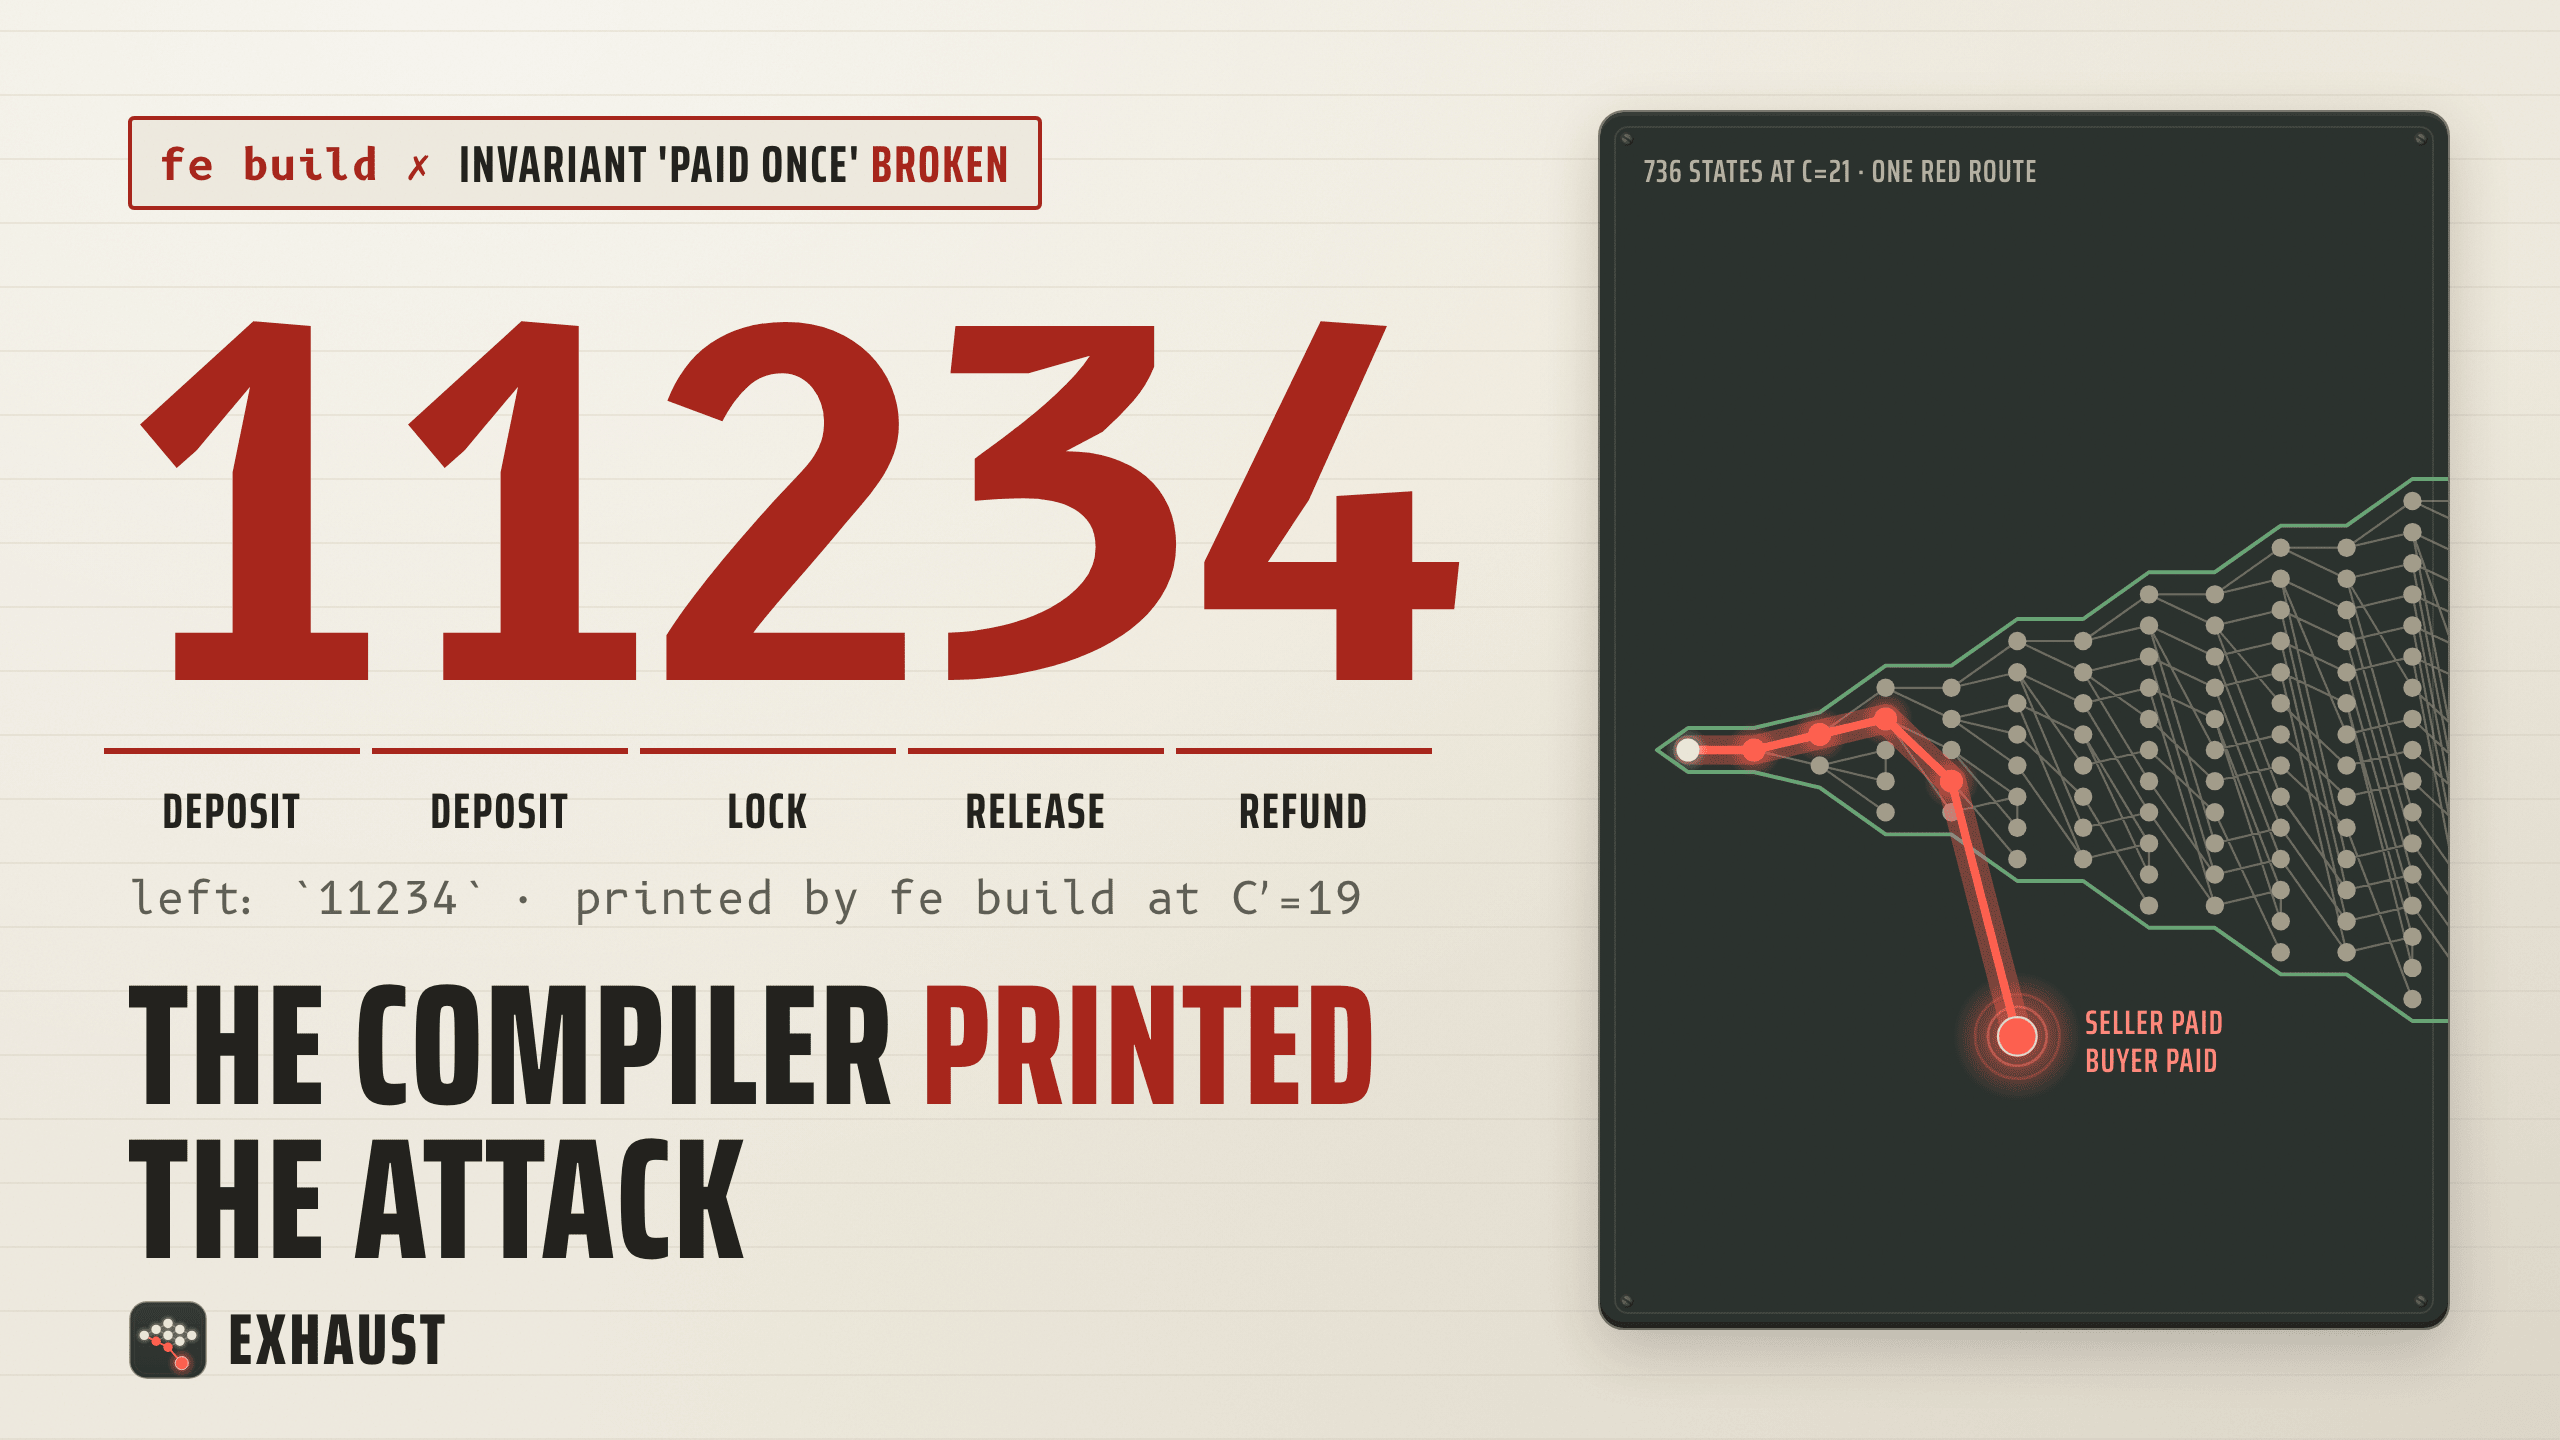 fe build ✗ INVARIANT 'PAID ONCE' BROKEN
11234
DEPOSIT DEPOSIT LOCK RELEASE REFUND
left: `11234` · printed by fe build at C′=19
THE COMPILER PRINTED
THE ATTACK
EXHAUST
736 STATES AT C=21 · ONE RED ROUTE
SELLER PAID
BUYER PAID